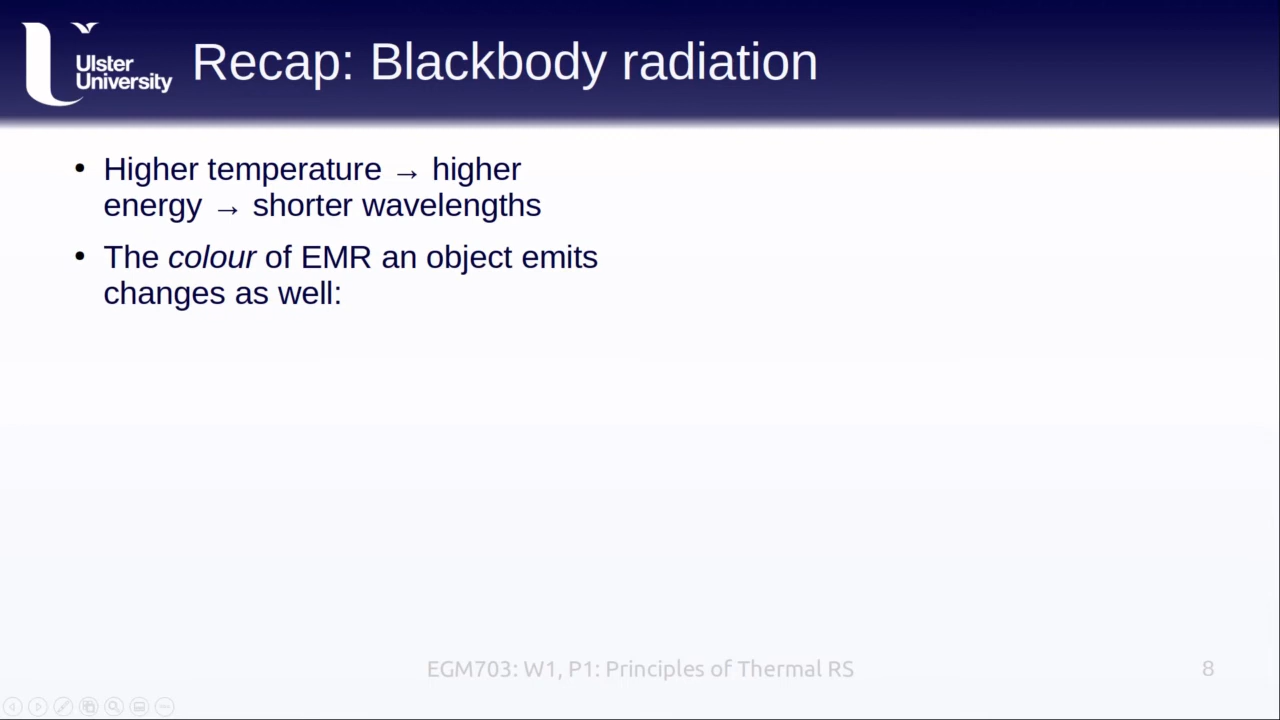 Ulster
University
Recap: Blackbody radiation
• Higher temperature → higher
energy → shorter wavelengths
• The colour of EMR an object emits
changes as well:
EGM703: W1, P1: Principles of Thermal RS
8